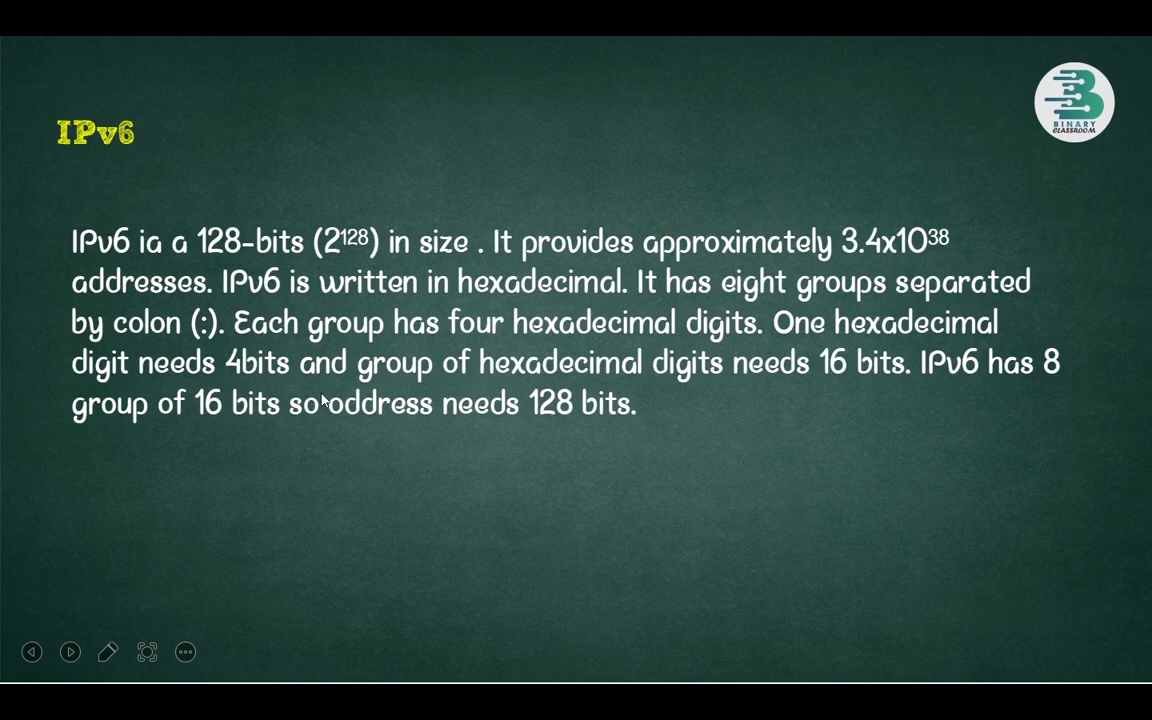 BINARY
CLASSROOM
IPv6
IPv6 ia a 128-bits (2¹²⁸) in size . It provides approximately 3.4x10³⁸
addresses. IPv6 is written in hexadecimal. It has eight groups separated
by colon (:). Each group has four hexadecimal digits. One hexadecimal
digit needs 4bits and group of hexadecimal digits needs 16 bits. IPv6 has 8
group of 16 bits so oddress needs 128 bits.